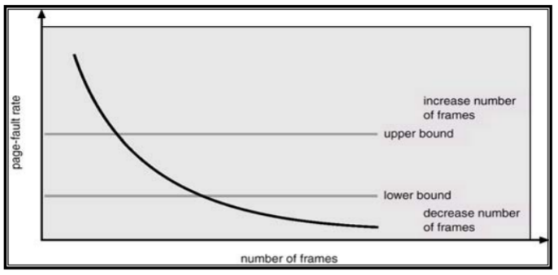 page-fault rate
increase number
of frames
upper bound
lower bound
decrease number
of frames
number of frames